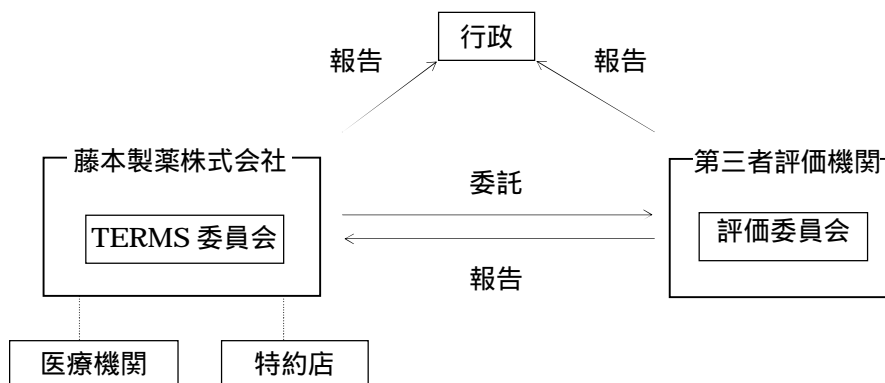 行政
報告
報告
藤本製薬株式会社
第三者評価機関
委託
TERMS 委員会
評価委員会
報告
医療機関
特約店